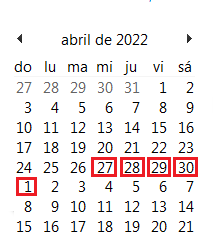 abril de 2022
do lu ma mi ju vi sá
27 28 29 30 31 1 2
3 4 5 6 7 8 9
10 11 12 13 14 15 16
17 18 19 20 21 22 23
24 25 26 27 28 29 30
1 2 3 4 5 6 7
8 9 10 11 12 13 14
15 16 17 18 19 20 21